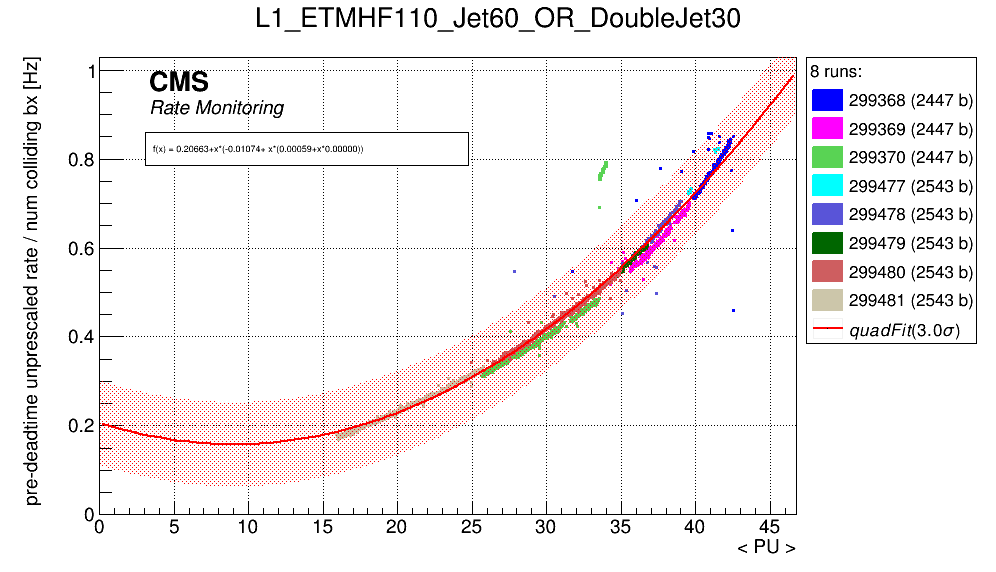 L1_ETMHF110_Jet60_OR_DoubleJet30
pre-deadtime unprescaled rate / num colliding bx [Hz]
1
0.8
0.6
0.4
0.2
0
CMS
Rate Monitoring
f(x) = 0.20663+x*(-0.01074+ x*(0.00059+x*0.00000))
0 5 10 15 20 25 30 35 40 45
< PU >
8 runs:
299368 (2447 b)
299369 (2447 b)
299370 (2447 b)
299477 (2543 b)
299478 (2543 b)
299479 (2543 b)
299480 (2543 b)
299481 (2543 b)
quadFit(3.0σ)